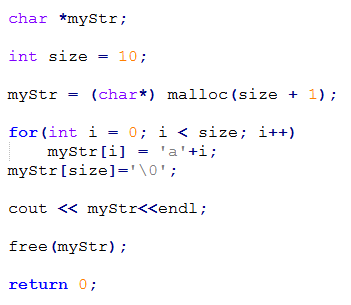 char *myStr;
int size = 10;
myStr = (char*) malloc(size + 1);
for(int i = 0; i < size; i++)
myStr[i] = 'a'+i;
myStr[size]='\0';
cout << myStr<<endl;
free(myStr);
return 0;